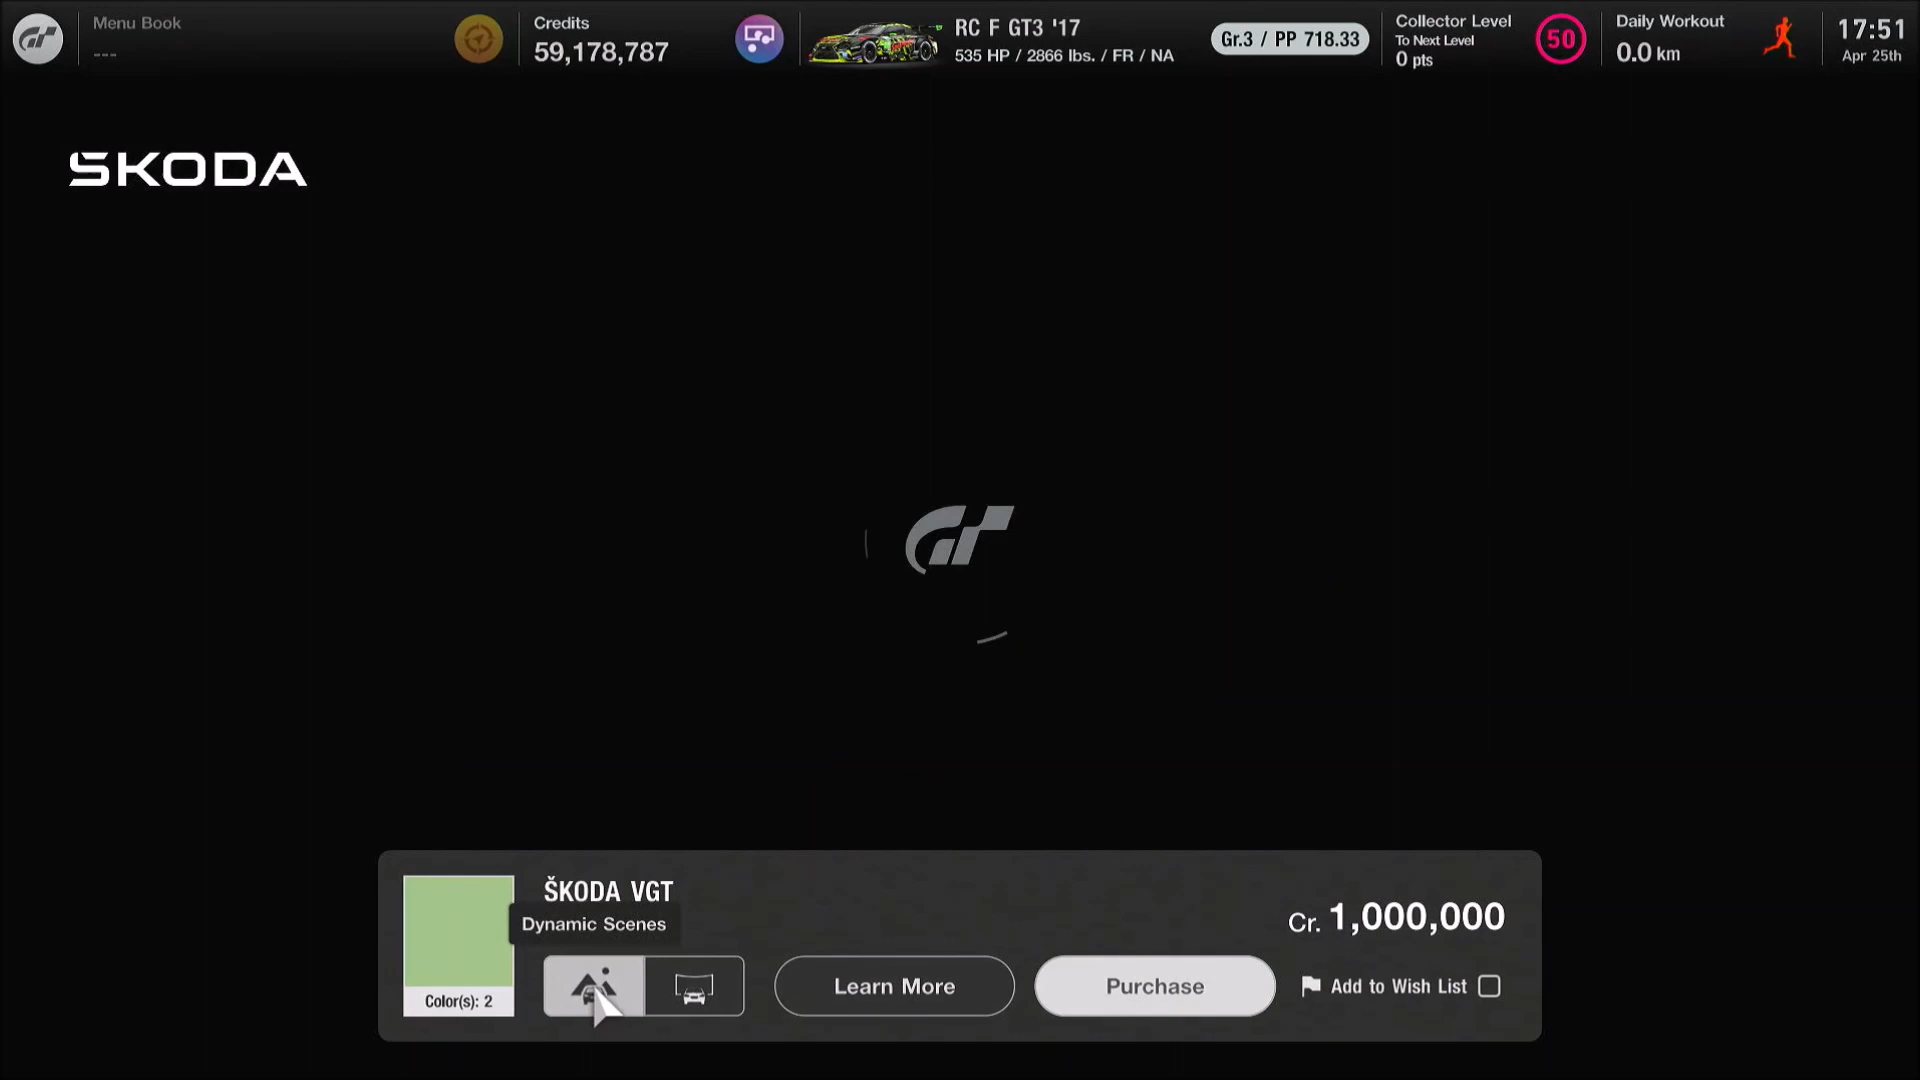 Menu Book
---
Credits
59,178,787
RC F GT3 '17
535 HP / 2866 lbs. / FR / NA
Gr.3 / PP 718.33
Collector Level
To Next Level
0 pts
50
Daily Workout
0.0 km
17:51
Apr 25th
SKODA
ŠKODA VGT
Dynamic Scenes
Color(s): 2
Learn More
Purchase
Cr. 1,000,000
Add to Wish List